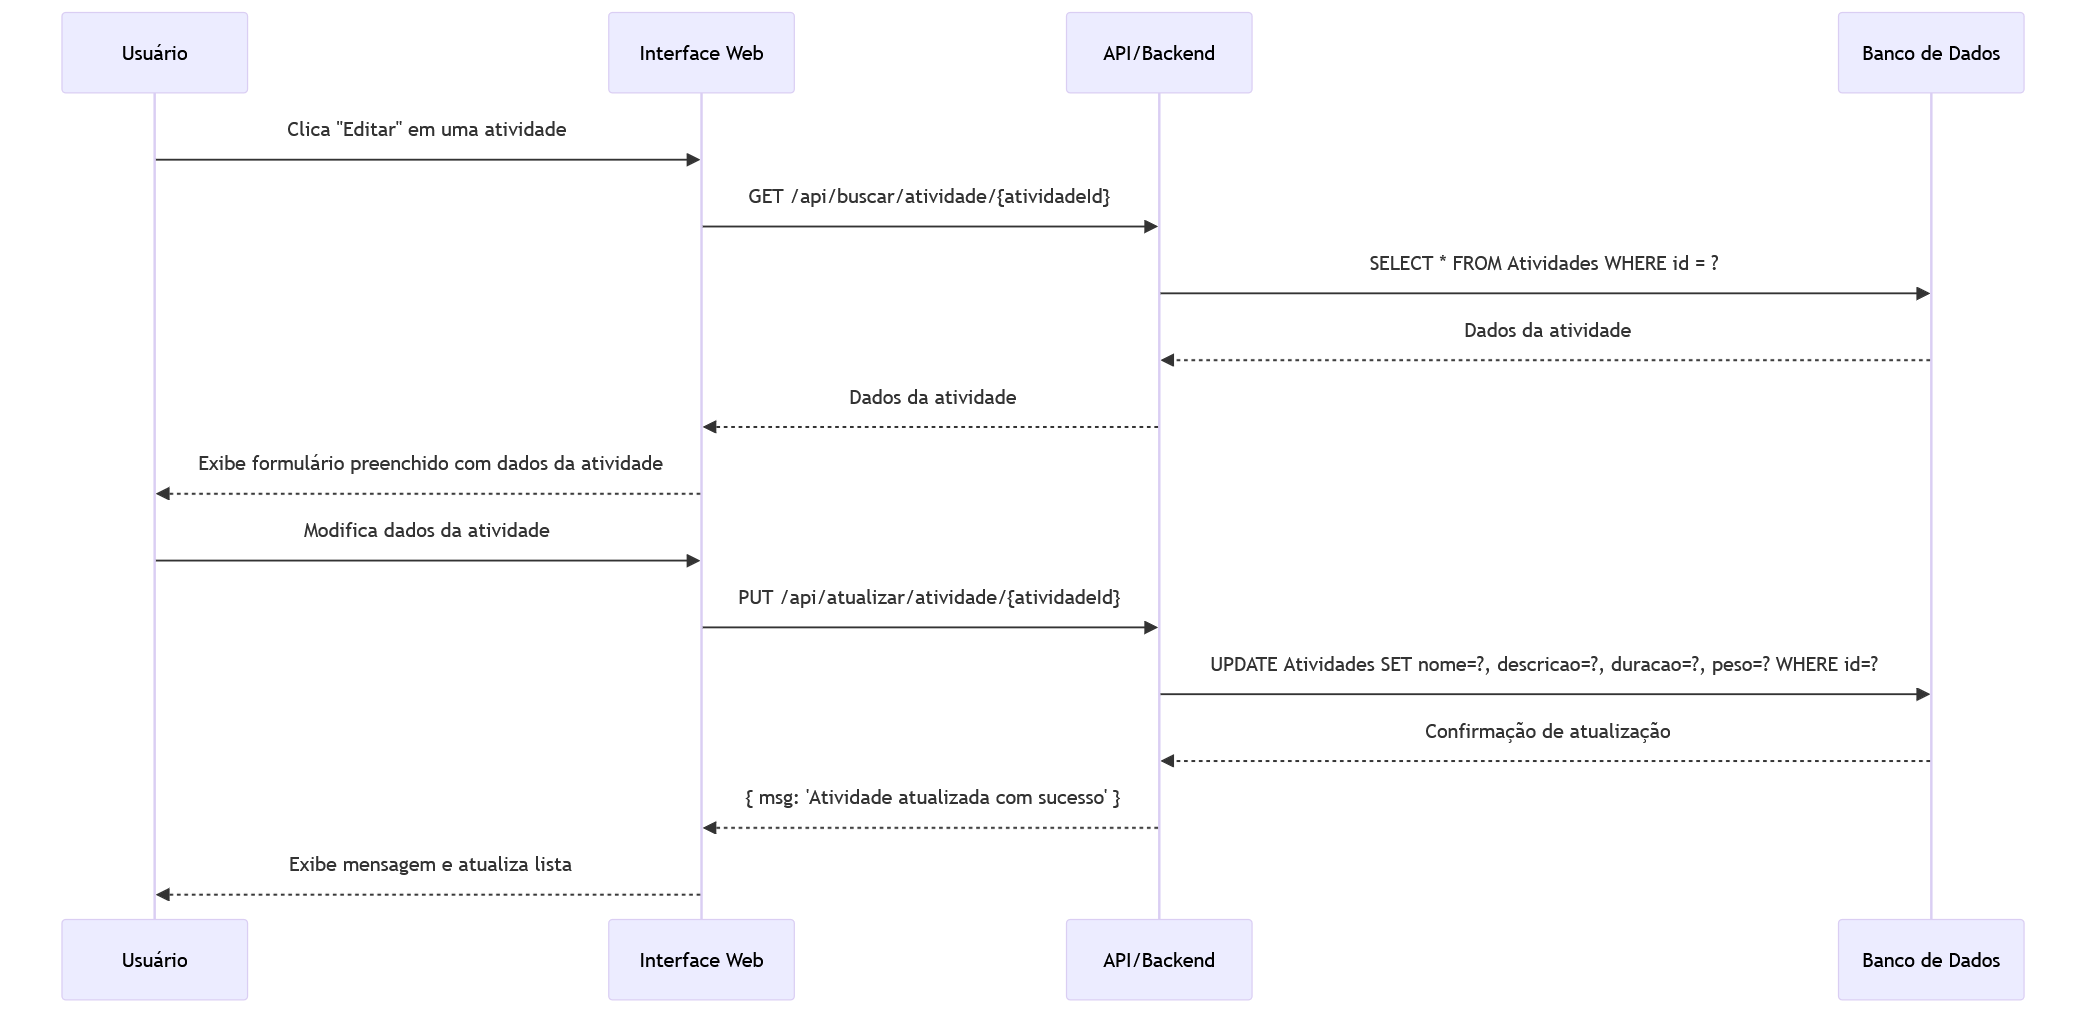 Usuário
Interface Web
API/Backend
Banco de Dados
Clica "Editar" em uma atividade
GET /api/buscar/atividade/{atividadeId}
SELECT * FROM Atividades WHERE id = ?
Dados da atividade
Dados da atividade
Exibe formulário preenchido com dados da atividade
Modifica dados da atividade
PUT /api/atualizar/atividade/{atividadeId}
UPDATE Atividades SET nome=?, descricao=?, duracao=?, peso=? WHERE id=?
Confirmação de atualização
{ msg: 'Atividade atualizada com sucesso' }
Exibe mensagem e atualiza lista
Usuário
Interface Web
API/Backend
Banco de Dados